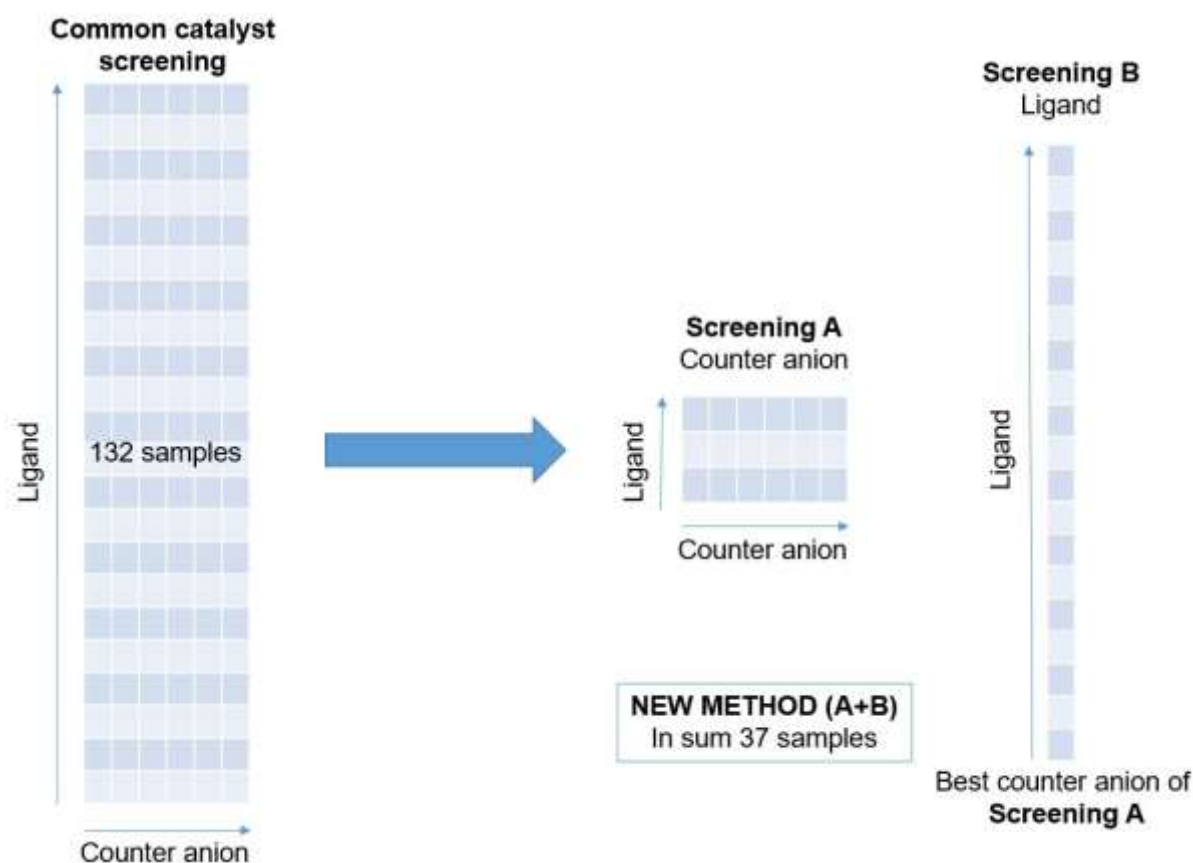 Common catalyst
screening
Ligand
132 samples
Counter anion
Screening A
Counter anion
Ligand
Counter anion
NEW METHOD (A+B)
In sum 37 samples
Screening B
Ligand
Ligand
Best counter anion of
Screening A